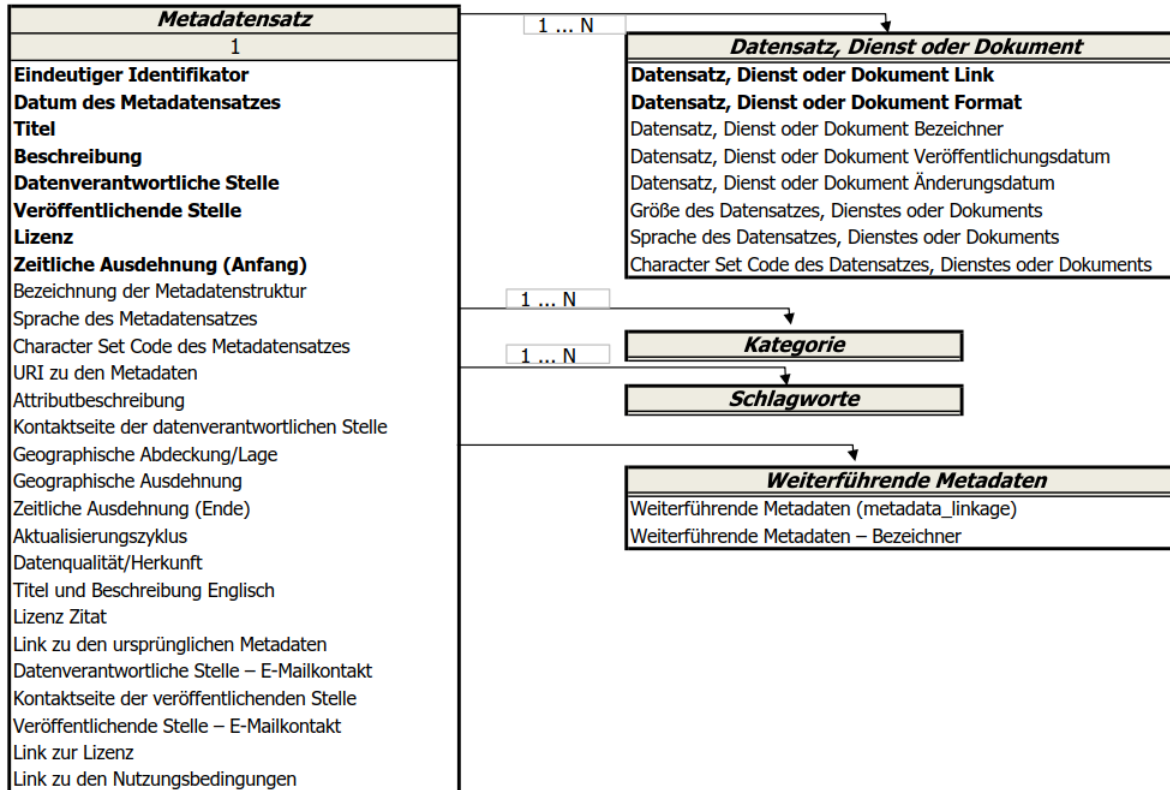 Metadatensatz
1
Eindeutiger Identifikator
Datum des Metadatensatzes
Titel
Beschreibung
Datenverantwortliche Stelle
Veröffentlichende Stelle
Lizenz
Zeitliche Ausdehnung (Anfang)
Bezeichnung der Metadatenstruktur
Sprache des Metadatensatzes
Character Set Code des Metadatensatzes
URI zu den Metadaten
Attributbeschreibung
Kontaktseite der datenverantwortlichen Stelle
Geographische Abdeckung/Lage
Geographische Ausdehnung
Zeitliche Ausdehnung (Ende)
Aktualisierungszyklus
Datenqualität/Herkunft
Titel und Beschreibung Englisch
Lizenz Zitat
Link zu den ursprünglichen Metadaten
Datenverantwortliche Stelle – E-Mailkontakt
Kontaktseite der veröffentlichenden Stelle
Veröffentlichende Stelle – E-Mailkontakt
Link zur Lizenz
Link zu den Nutzungsbedingungen
1 ... N
Datensatz, Dienst oder Dokument
Datensatz, Dienst oder Dokument Link
Datensatz, Dienst oder Dokument Format
Datensatz, Dienst oder Dokument Bezeichner
Datensatz, Dienst oder Dokument Veröffentlichungsdatum
Datensatz, Dienst oder Dokument Änderungsdatum
Größe des Datensatzes, Dienstes oder Dokuments
Sprache des Datensatzes, Dienstes oder Dokuments
Character Set Code des Datensatzes, Dienstes oder Dokuments
1 ... N
Kategorie
1 ... N
Schlagworte
Weiterführende Metadaten
Weiterführende Metadaten (metadata_linkage)
Weiterführende Metadaten – Bezeichner